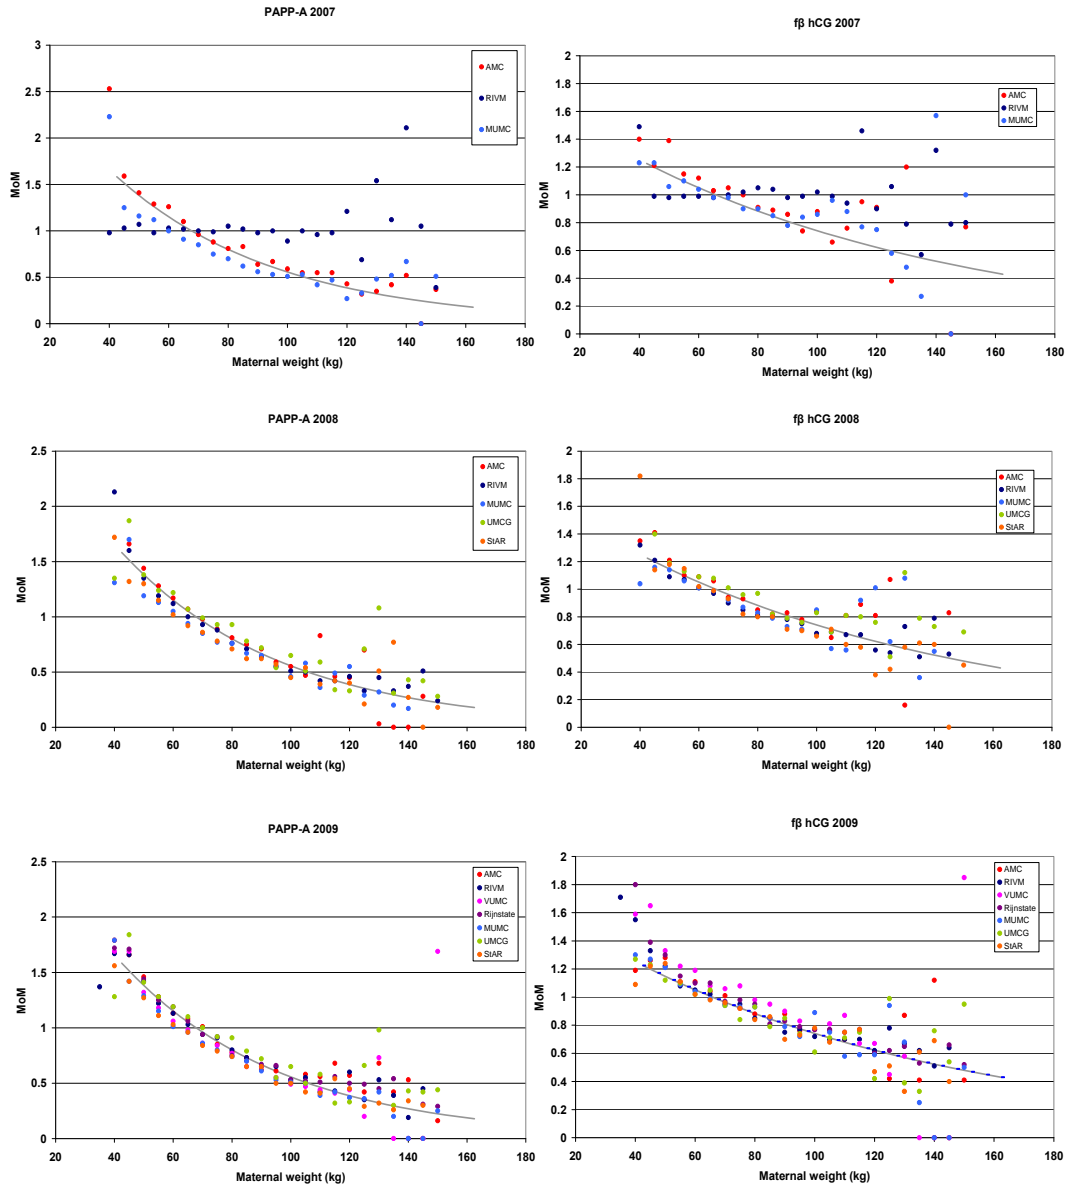 PAPP-A 2007
3
2.5
2
1.5
1
0.5
0
MoM
20 40 60 80 100 120 140 160
Maternal weight (kg)
AMC
RIVM
MUMC
fβ hCG 2007
2
1.8
1.6
1.4
1.2
1
0.8
0.6
0.4
0.2
0
MoM
20 40 60 80 100 120 140 160 180
Maternal weight (kg)
AMC
RIVM
MUMC
PAPP-A 2008
2.5
2
1.5
1
0.5
0
MoM
20 40 60 80 100 120 140 160
Maternal weight (kg)
AMC
RIVM
MUMC
UMCG
StAR
fβ hCG 2008
2
1.8
1.6
1.4
1.2
1
0.8
0.6
0.4
0.2
0
MoM
20 40 60 80 100 120 140 160 180
Maternal weight (kg)
AMC
RIVM
MUMC
UMCG
StAR
PAPP-A 2009
2.5
2
1.5
1
0.5
0
MoM
20 40 60 80 100 120 140 160
Maternal weight (kg)
AMC
RIVM
VUMC
Rijnstate
MUMC
UMCG
StAR
fβ hCG 2009
2
1.8
1.6
1.4
1.2
1
0.8
0.6
0.4
0.2
0
MoM
20 40 60 80 100 120 140 160 180
Maternal weight (kg)
AMC
RIVM
VUMC
Rijnstate
MUMC
UMCG
StAR